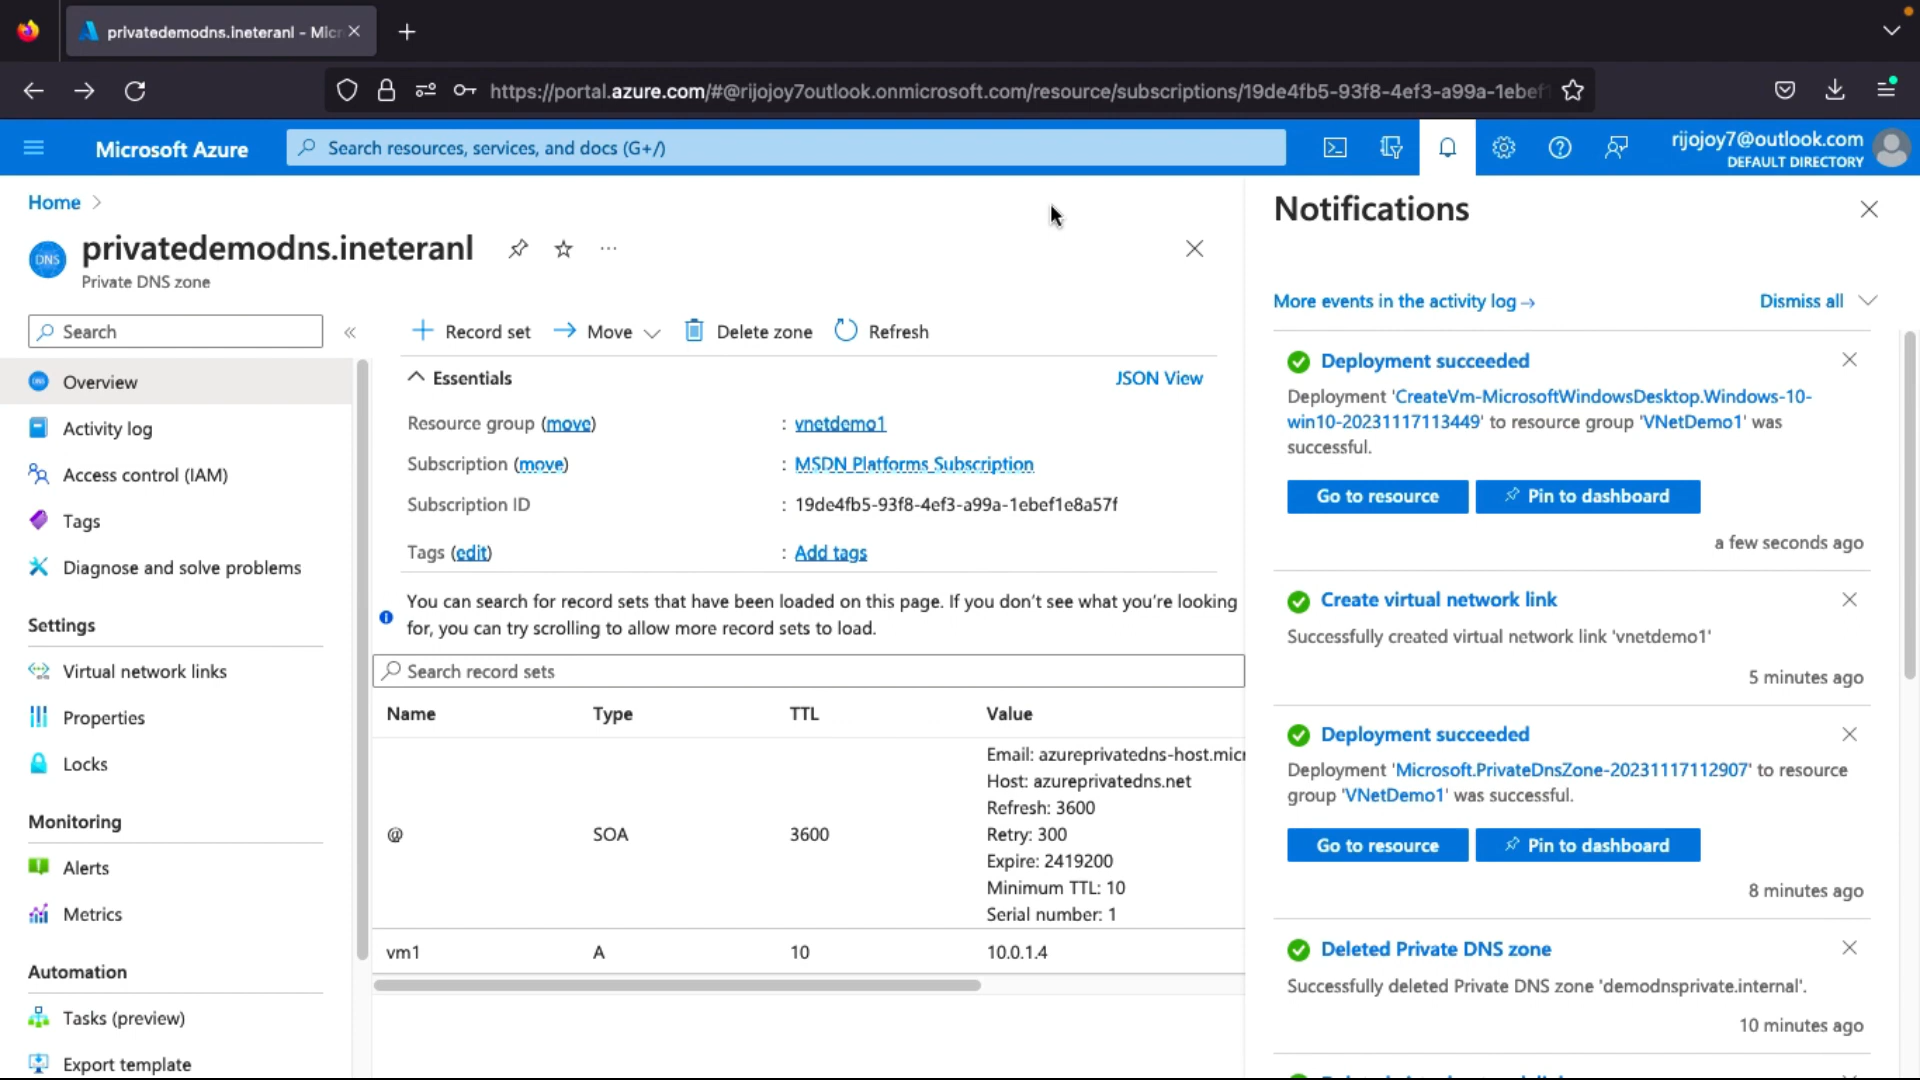 privatedemodns.ineteranl - Micr
https://portal.azure.com/#@rijojoy7outlook.onmicrosoft.com/resource/subscriptions/19de4fb5-93f8-4ef3-a99a-1ebef1
Microsoft Azure
Search resources, services, and docs (G+/)
rijojoy7@outlook.com
DEFAULT DIRECTORY
Home
DNS
privatedemodns.ineteranl
Private DNS zone
Search
Overview
Activity log
Access control (IAM)
Tags
Diagnose and solve problems
Settings
Virtual network links
Properties
Locks
Monitoring
Alerts
Metrics
Automation
Tasks (preview)
Export template
Record set
Move
Delete zone
Refresh
Essentials
JSON View
Resource group (move) : vnetdemo1
Subscription (move) : MSDN Platforms Subscription
Subscription ID : 19de4fb5-93f8-4ef3-a99a-1ebef1e8a57f
Tags (edit) : Add tags
You can search for record sets that have been loaded on this page. If you don't see what you're looking
for, you can try scrolling to allow more record sets to load.
Search record sets
Name Type TTL Value
@ SOA 3600
Email: azureprivatedns-host.micr
Host: azureprivatedns.net
Refresh: 3600
Retry: 300
Expire: 2419200
Minimum TTL: 10
Serial number: 1
vm1 A 10 10.0.1.4
Notifications
More events in the activity log →
Dismiss all
Deployment succeeded
Deployment 'CreateVm-MicrosoftWindowsDesktop.Windows-10-
win10-20231117113449' to resource group 'VNetDemo1' was
successful.
Go to resource
Pin to dashboard
a few seconds ago
Create virtual network link
Successfully created virtual network link 'vnetdemo1'
5 minutes ago
Deployment succeeded
Deployment 'Microsoft.PrivateDnsZone-20231117112907' to resource
group 'VNetDemo1' was successful.
Go to resource
Pin to dashboard
8 minutes ago
Deleted Private DNS zone
Successfully deleted Private DNS zone 'demodnsprivate.internal'.
10 minutes ago